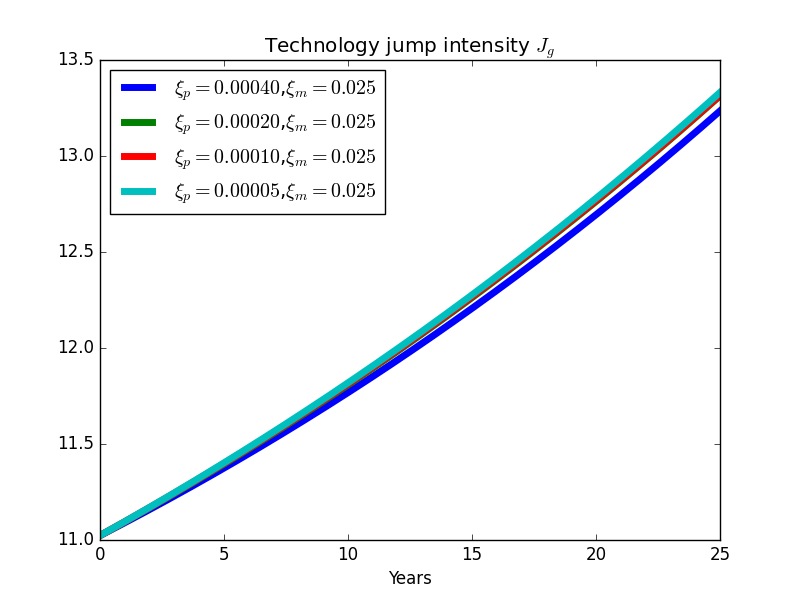 Technology jump intensity $J_g$
13.5
13.0
12.5
12.0
11.5
11.0
$\xi_p = 0.00040$,$\xi_m = 0.025$
$\xi_p = 0.00020$,$\xi_m = 0.025$
$\xi_p = 0.00010$,$\xi_m = 0.025$
$\xi_p = 0.00005$,$\xi_m = 0.025$
0 5 10 15 20 25
Years